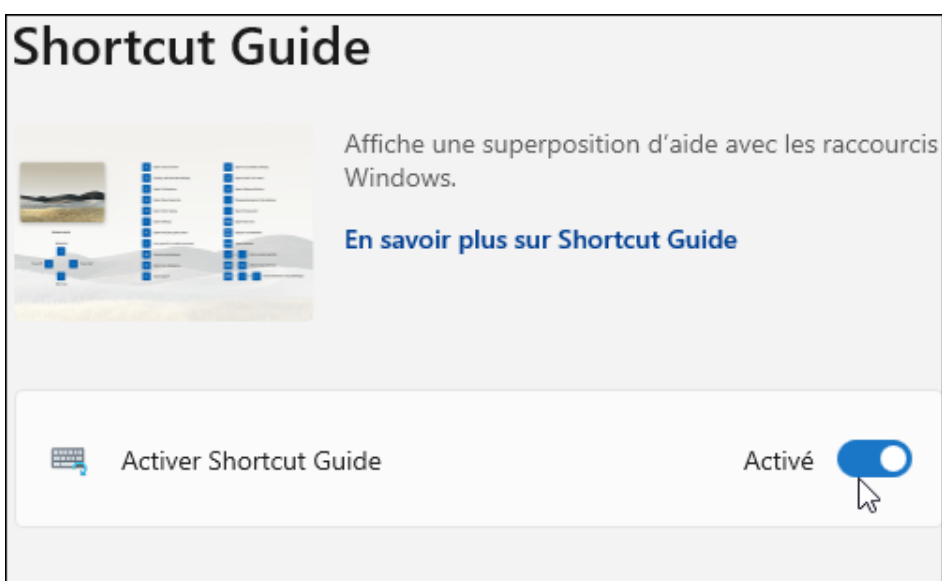 Shortcut Guide
Affiche une superposition d’aide avec les raccourcis
Windows.
En savoir plus sur Shortcut Guide
Activer Shortcut Guide
Activé